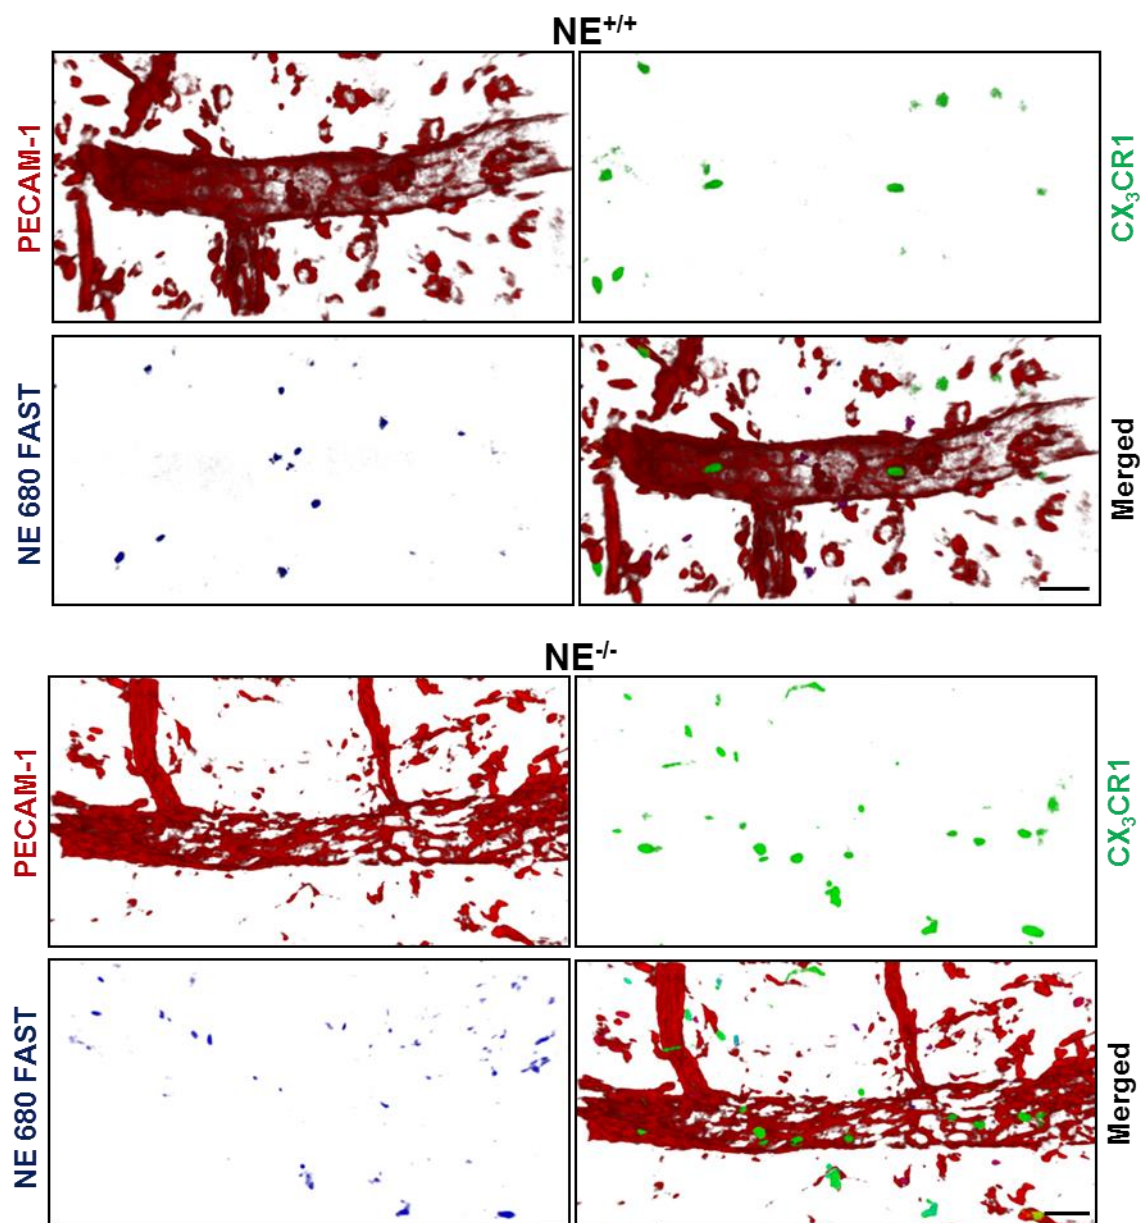 NE+/+
PECAM-1
CX3CR1
NE 680 FAST
Merged
NE-/-
PECAM-1
CX3CR1
NE 680 FAST
Merged